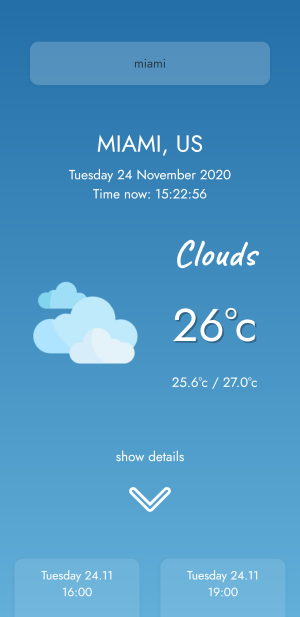 miami
MIAMI, US
Tuesday 24 November 2020
Time now: 15:22:56
Clouds
26°c
25.6°c / 27.0°c
show details
Tuesday 24.11
16:00
Tuesday 24.11
19:00